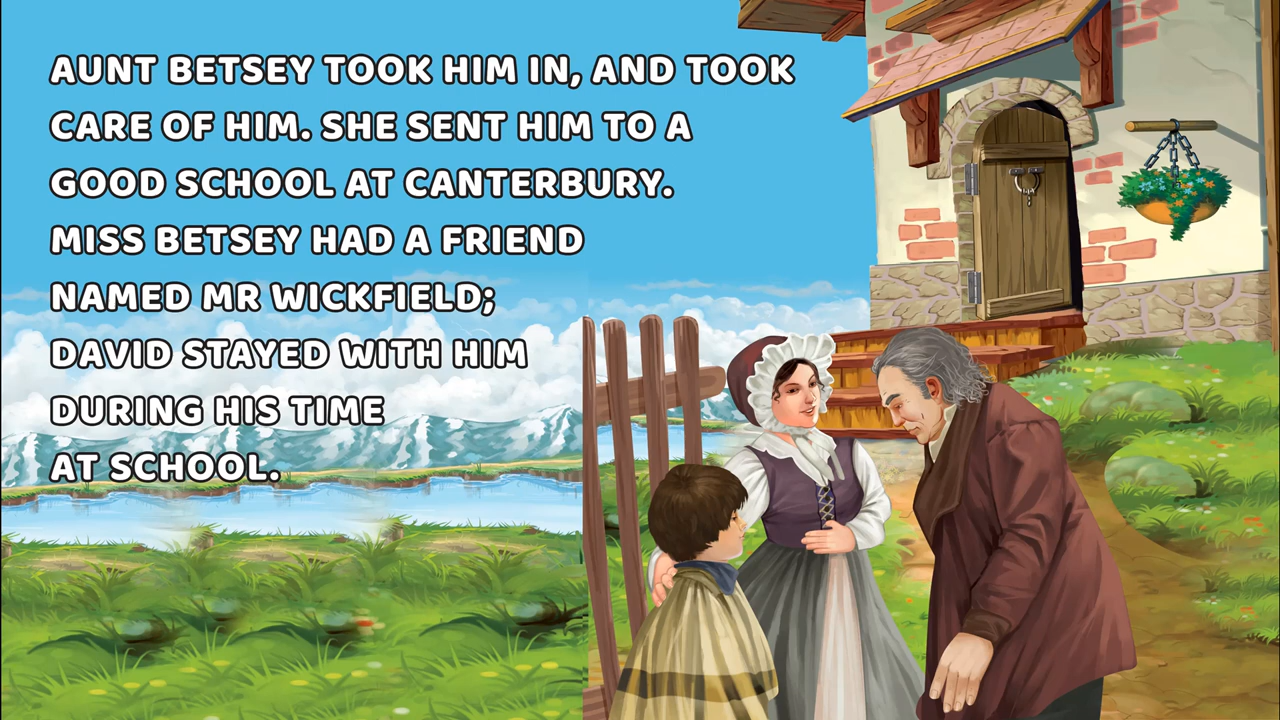 AUNT BETSEY TOOK HIM IN, AND TOOK
CARE OF HIM. SHE SENT HIM TO A
GOOD SCHOOL AT CANTERBURY.
MISS BETSEY HAD A FRIEND
NAMED MR WICKFIELD;
DAVID STAYED WITH HIM
DURING HIS TIME
AT SCHOOL.